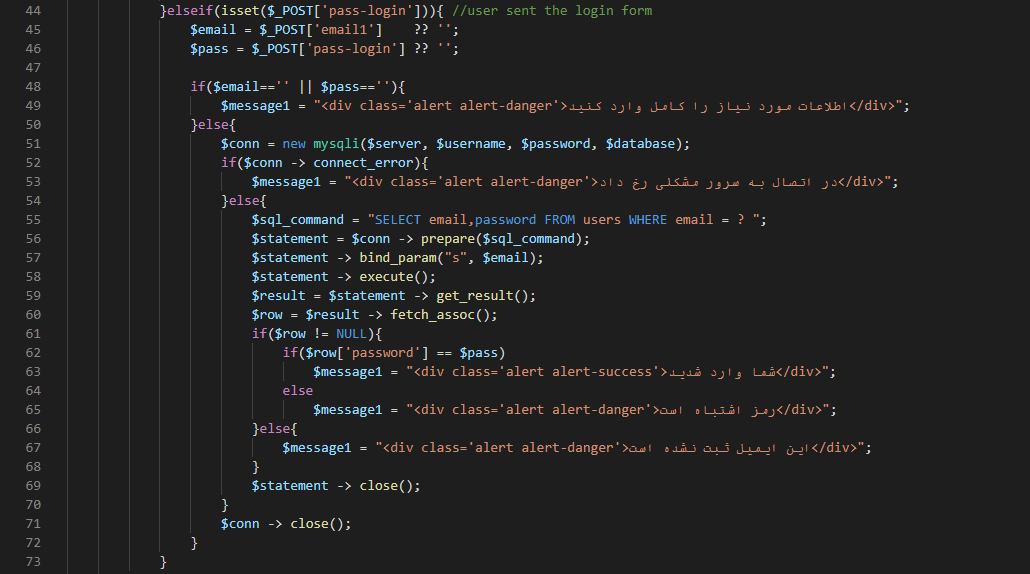 44 }elseif(isset($_POST['pass-login'])){ //user sent the login form
45 $email = $_POST['email1'] ?? '';
46 $pass = $_POST['pass-login'] ?? '';
47
48 if($email=='' || $pass==''){
49 $message1 = "<div class='alert alert-danger'>اطلاعات مورد نیاز را کامل وارد کنید</div>";
50 }else{
51 $conn = new mysqli($server, $username, $password, $database);
52 if($conn -> connect_error){
53 $message1 = "<div class='alert alert-danger'>در اتصال به سرور مشکلی رخ داد</div>";
54 }else{
55 $sql_command = "SELECT email,password FROM users WHERE email = ? ";
56 $statement = $conn -> prepare($sql_command);
57 $statement -> bind_param("s", $email);
58 $statement -> execute();
59 $result = $statement -> get_result();
60 $row = $result -> fetch_assoc();
61 if($row != NULL){
62 if($row['password'] == $pass)
63 $message1 = "<div class='alert alert-success'>شما وارد شدید</div>";
64 else
65 $message1 = "<div class='alert alert-danger'>رمز اشتباه است</div>";
66 }else{
67 $message1 = "<div class='alert alert-danger'>این ایمیل ثبت نشده است</div>";
68 }
69 $statement -> close();
70 }
71 $conn -> close();
72 }
73 }